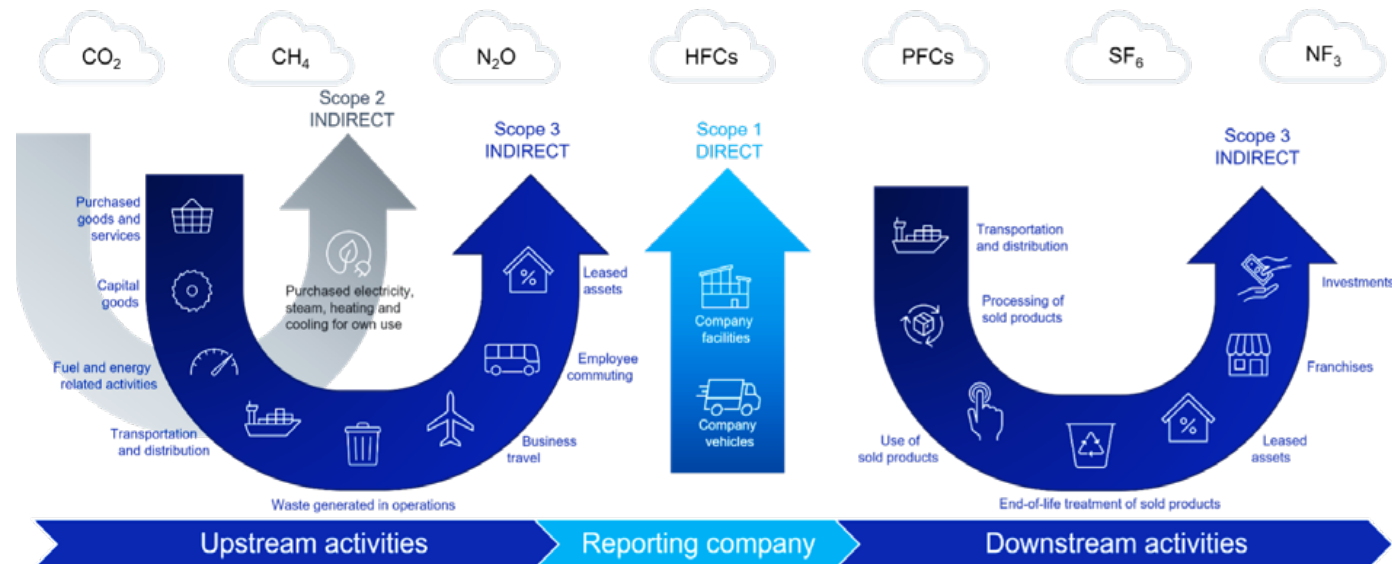 CO₂
CH₄
N₂O
HFCs
PFCs
SF₆
NF₃
Scope 2
INDIRECT
Scope 3
INDIRECT
Scope 1
DIRECT
Scope 3
INDIRECT
Purchased
goods and
services
Capital
goods
Fuel and energy
related activities
Transportation
and distribution
Waste generated in operations
Business
travel
Employee
commuting
Leased
assets
%
Purchased electricity,
steam, heating and
cooling for own use
Company
facilities
Company
vehicles
Transportation
and distribution
Processing of
sold products
Use of
sold products
End-of-life treatment of sold products
Leased
assets
%
Franchises
Investments
Upstream activities
Reporting company
Downstream activities